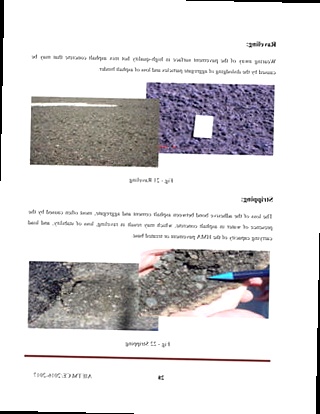 Raveling:
Wearing away of the pavement surface in high-quality hot mix asphalt concrete that may be
caused by the dislodging of aggregate particles and loss of asphalt binder.
Fig - 21 Raveling
Stripping:
The loss of the adhesive bond between asphalt cement and aggregate, most often caused by the
presence of water in asphalt concrete, which may result in raveling, loss of stability, and load
carrying capacity of the HMA pavement or treated base.
Fig - 22 Stripping
28
2016-2017